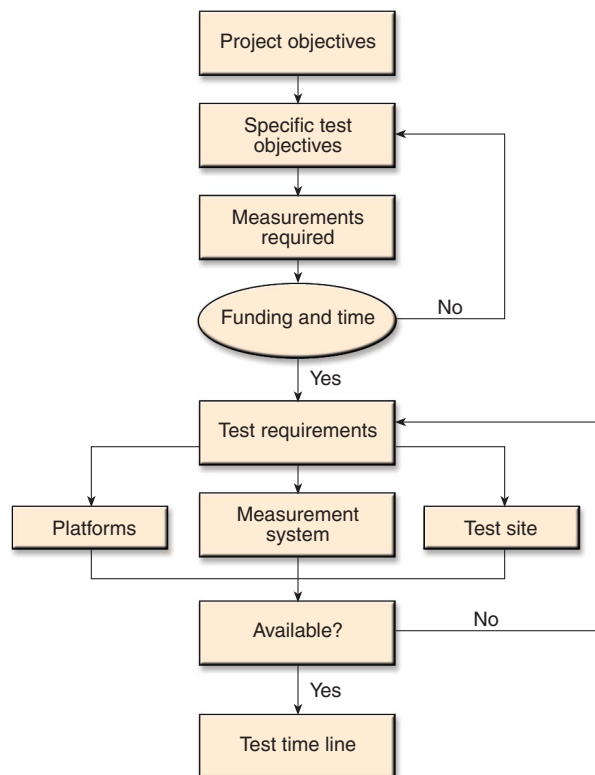 Project objectives
Specific test
objectives
Measurements
required
Funding and time
No
Yes
Test requirements
Platforms
Measurement
system
Test site
Available?
No
Yes
Test time line